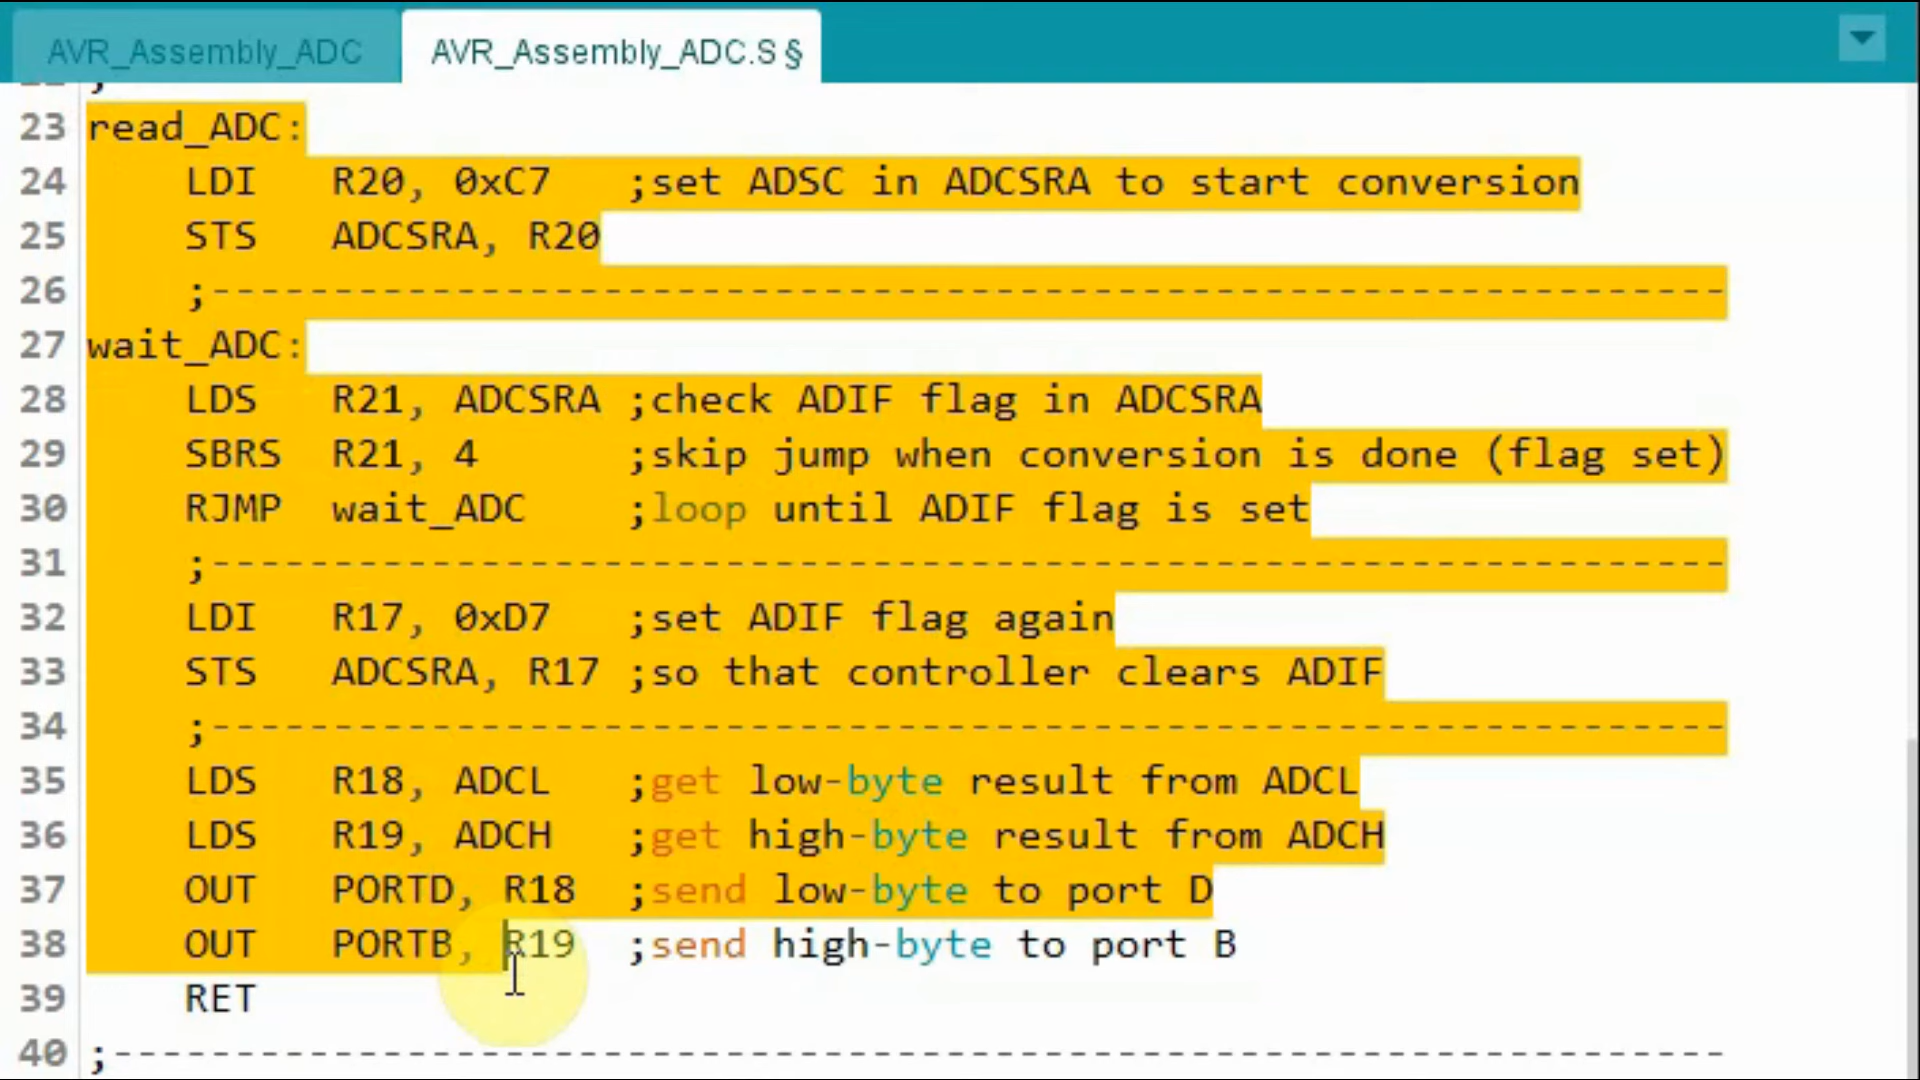 AVR_Assembly_ADC AVR_Assembly_ADC.S §
23 read_ADC:
24 LDI R20, 0xC7 ;set ADSC in ADCSRA to start conversion
25 STS ADCSRA, R20
26 ;--------------------------------------------------------------
27 wait_ADC:
28 LDS R21, ADCSRA ;check ADIF flag in ADCSRA
29 SBRS R21, 4 ;skip jump when conversion is done (flag set)
30 RJMP wait_ADC ;loop until ADIF flag is set
31 ;--------------------------------------------------------------
32 LDI R17, 0xD7 ;set ADIF flag again
33 STS ADCSRA, R17 ;so that controller clears ADIF
34 ;--------------------------------------------------------------
35 LDS R18, ADCL ;get low-byte result from ADCL
36 LDS R19, ADCH ;get high-byte result from ADCH
37 OUT PORTD, R18 ;send low-byte to port D
38 OUT PORTB, R19 ;send high-byte to port B
39 RET
40 ;------------------------------------------------------------------